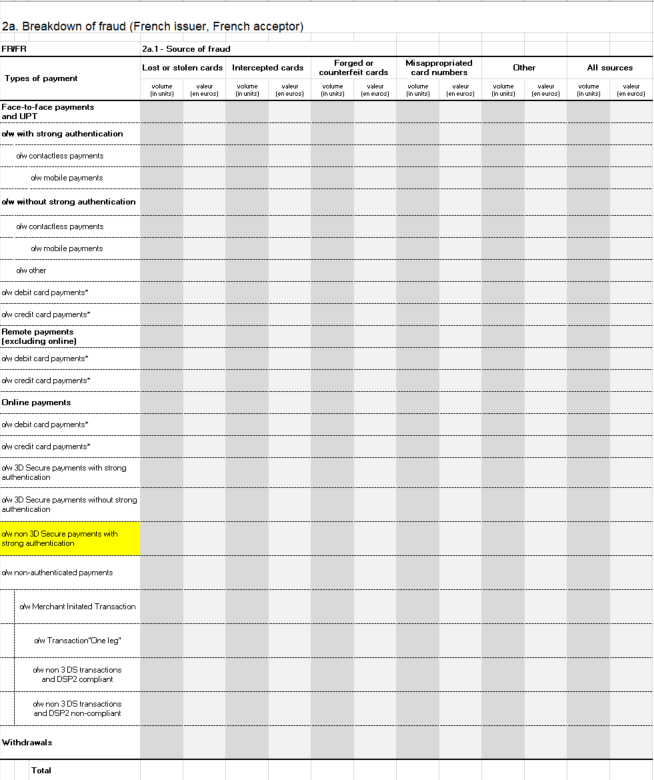 2a. Breakdown of fraud (French issuer, French acceptor)
FR/FR 2a.1 - Source of fraud
Types of payment
Lost or stolen cards Intercepted cards Forged or counterfeit cards Misappropriated card numbers Other All sources
volume (in units) valeur (en euros) volume (in units) valeur (en euros) volume (in units) valeur (en euros) volume (in units) valeur (en euros) volume (in units) valeur (en euros) volume (in units) valeur (en euros)
Face-to-face payments
and UPT
o/w with strong authentication
o/w contactless payments
o/w mobile payments
o/w without strong authentication
o/w contactless payments
o/w mobile payments
o/w other
o/w debit card payments*
o/w credit card payments*
Remote payments
(excluding online)
o/w debit card payments*
o/w credit card payments*
Online payments
o/w debit card payments*
o/w credit card payments*
o/w 3D Secure payments with strong
authentication
o/w 3D Secure payments without strong
authentication
o/w non 3D Secure payments with
strong authentication
o/w non-authenticated payments
o/w Merchant Initated Transaction
o/w Transaction"One leg"
o/w non 3 DS transactions
and DSP2 compliant
o/w non 3 DS transactions
and DSP2 non-compliant
Withdrawals
Total